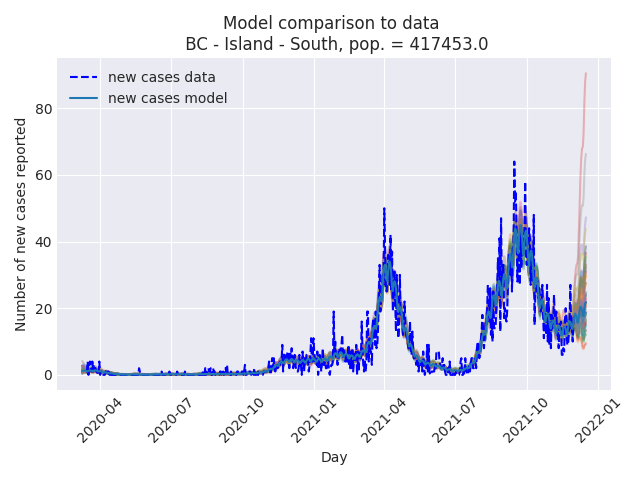 Model comparison to data
BC - Island - South, pop. = 417453.0
new cases data
new cases model
Number of new cases reported
80
60
40
20
0
2020-04
2020-07
2020-10
2021-01
2021-04
2021-07
2021-10
2022-01
Day